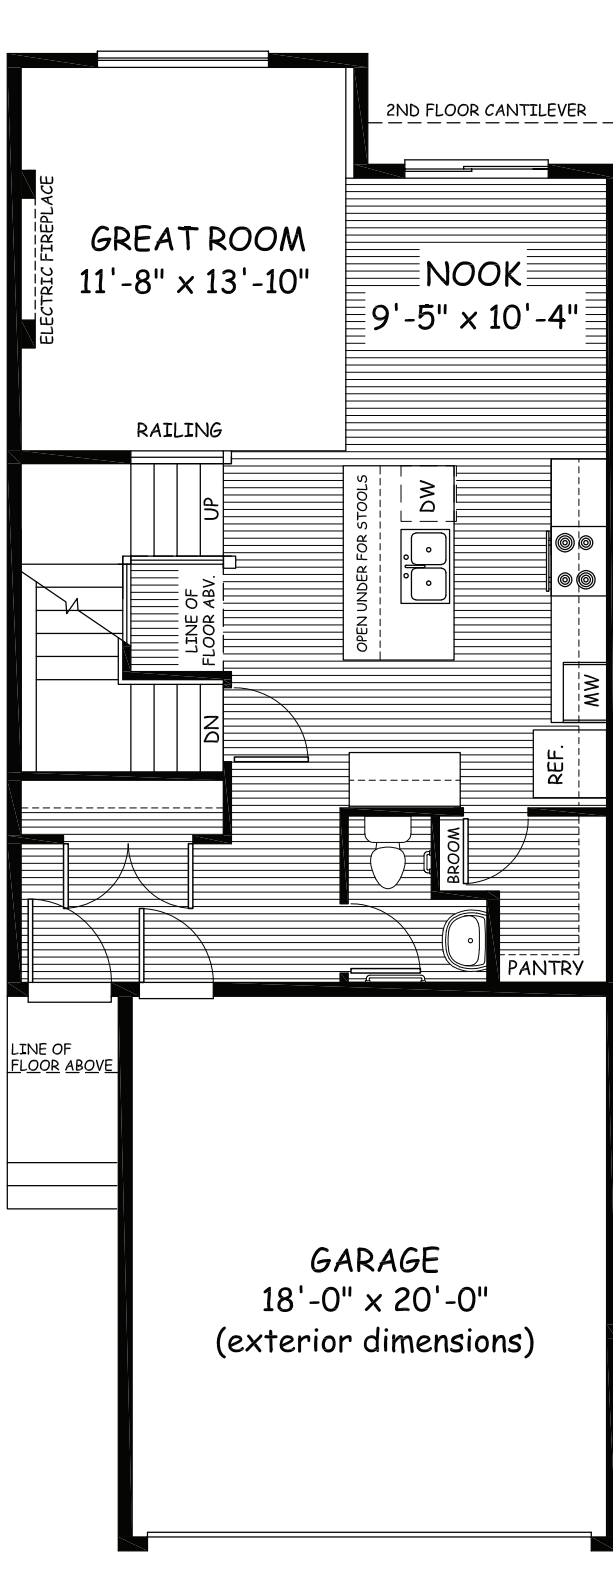 2ND FLOOR CANTILEVER
ELECTRIC FIREPLACE
GREAT ROOM
11'-8" x 13'-10"
NOOK
9'-5" x 10'-4"
RAILING
UP
OPEN UNDER FOR STOOLS
DW
LINE OF
FLOOR ABV.
MW
DN
REF.
BROOM
PANTRY
LINE OF
FLOOR ABOVE
GARAGE
18'-0" x 20'-0"
(exterior dimensions)